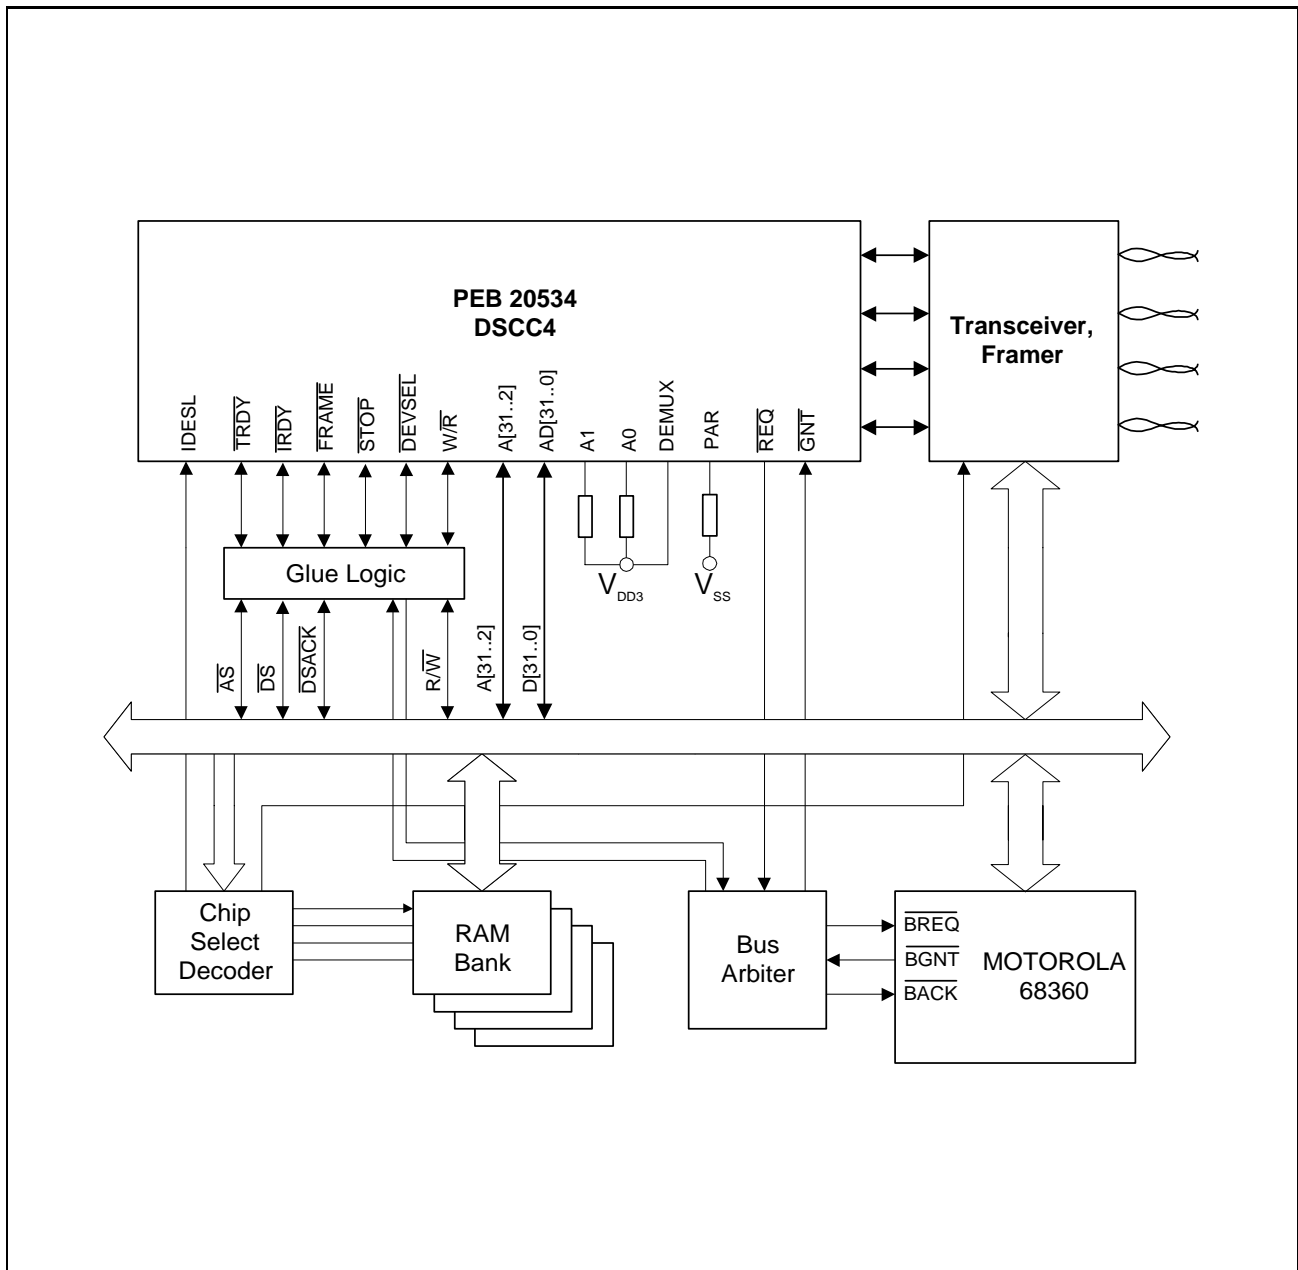 PEB 20534
DSCC4
Transceiver,
Framer
IDESL
TRDY
IRDY
FRAME
STOP
DEVSEL
W/R
A[31..2]
AD[31..0]
A1
A0
DEMUX
PAR
REQ
GNT
Glue Logic
VDD3
VSS
AS
DS
DSACK
R/W
A[31..2]
D[31..0]
Chip
Select
Decoder
RAM
Bank
Bus
Arbiter
BREQ
BGNT
BACK
MOTOROLA
68360